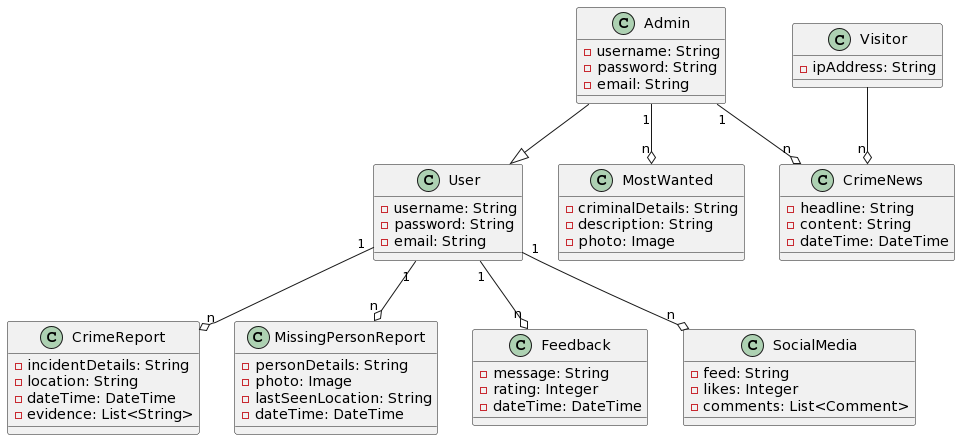 C Admin
username: String
password: String
email: String
C Visitor
ipAddress: String
1
1
n
n
n
C User
username: String
password: String
email: String
C MostWanted
criminalDetails: String
description: String
photo: Image
C CrimeNews
headline: String
content: String
dateTime: DateTime
1
1
1
1
n
n
n
n
C CrimeReport
incidentDetails: String
location: String
dateTime: DateTime
evidence: List<String>
C MissingPersonReport
personDetails: String
photo: Image
lastSeenLocation: String
dateTime: DateTime
C Feedback
message: String
rating: Integer
dateTime: DateTime
C SocialMedia
feed: String
likes: Integer
comments: List<Comment>